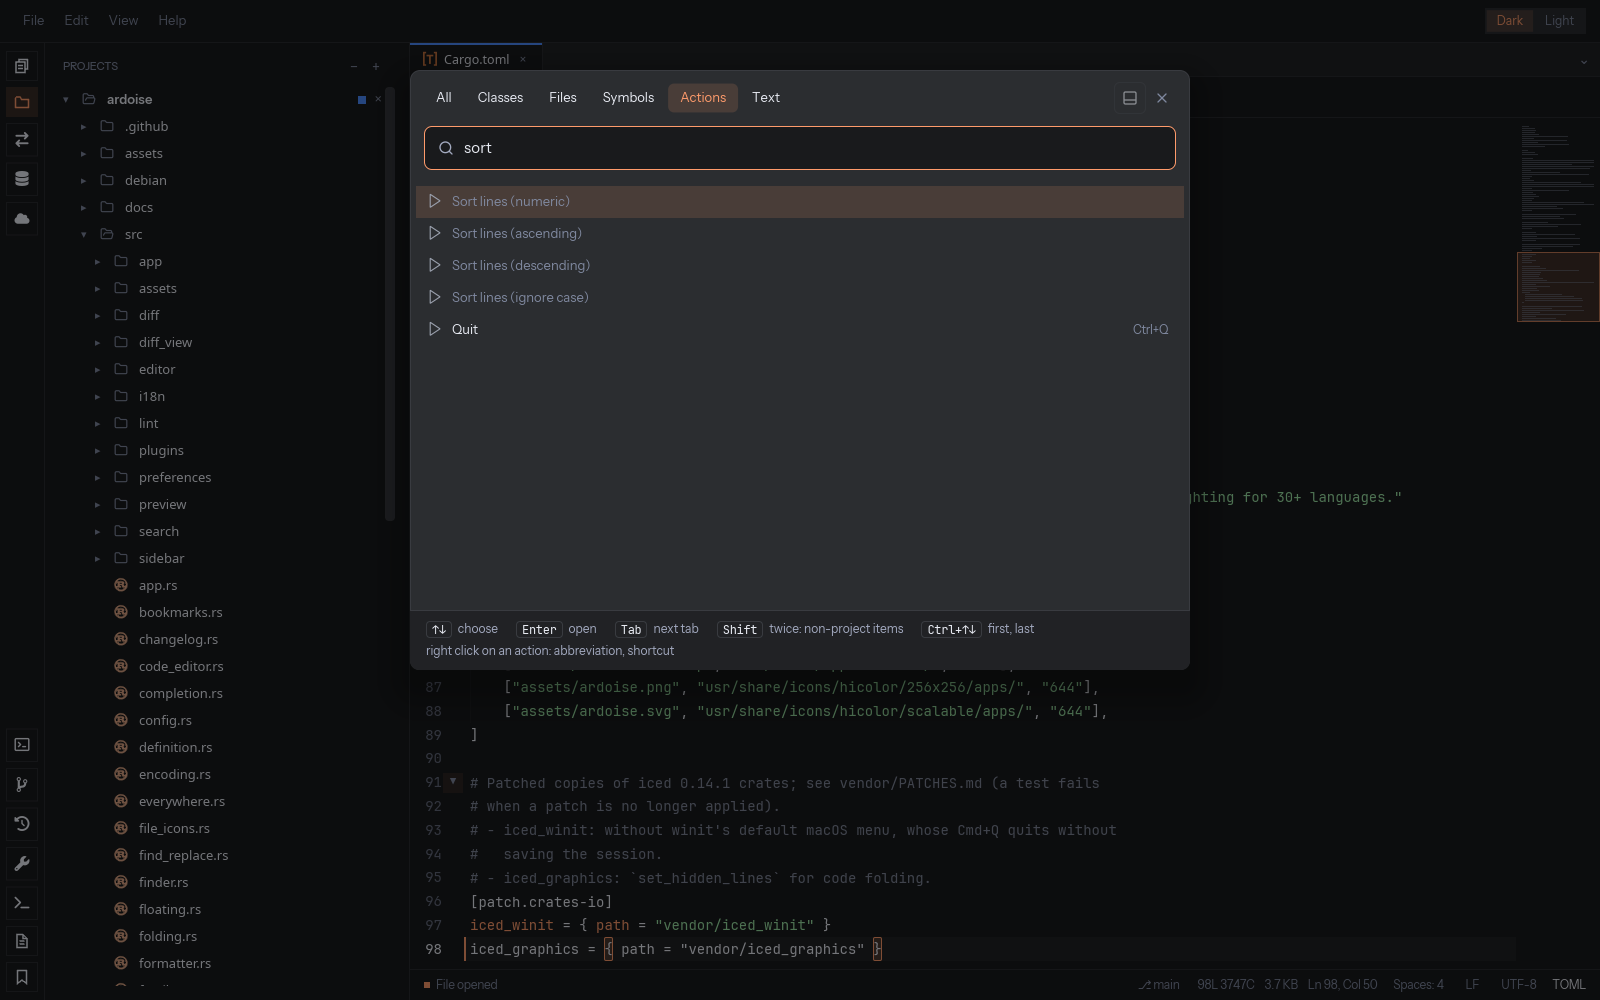 File Edit View Help
Dark Light
PROJECTS
ardoise
.github
assets
debian
docs
src
app
assets
diff
diff_view
editor
i18n
lint
plugins
preferences
preview
search
sidebar
app.rs
bookmarks.rs
changelog.rs
code_editor.rs
completion.rs
config.rs
definition.rs
encoding.rs
everywhere.rs
file_icons.rs
find_replace.rs
finder.rs
floating.rs
folding.rs
formatter.rs
[T] Cargo.toml ×
All Classes Files Symbols Actions Text
sort
Sort lines (numeric)
Sort lines (ascending)
Sort lines (descending)
Sort lines (ignore case)
Quit Ctrl+Q
↑↓ choose Enter open Tab next tab Shift twice: non-project items Ctrl+↑↓ first, last
right click on an action: abbreviation, shortcut
ghting for 30+ languages."
87 ["assets/ardoise.png", "usr/share/icons/hicolor/256x256/apps/", "644"],
88 ["assets/ardoise.svg", "usr/share/icons/hicolor/scalable/apps/", "644"],
89 ]
90
91 # Patched copies of iced 0.14.1 crates; see vendor/PATCHES.md (a test fails
92 # when a patch is no longer applied).
93 # - iced_winit: without winit's default macOS menu, whose Cmd+Q quits without
94 #   saving the session.
95 # - iced_graphics: `set_hidden_lines` for code folding.
96 [patch.crates-io]
97 iced_winit = { path = "vendor/iced_winit" }
98 iced_graphics = { path = "vendor/iced_graphics" }
File opened
main 98L 3747C 3.7 KB Ln 98, Col 50 Spaces: 4 LF UTF-8 TOML